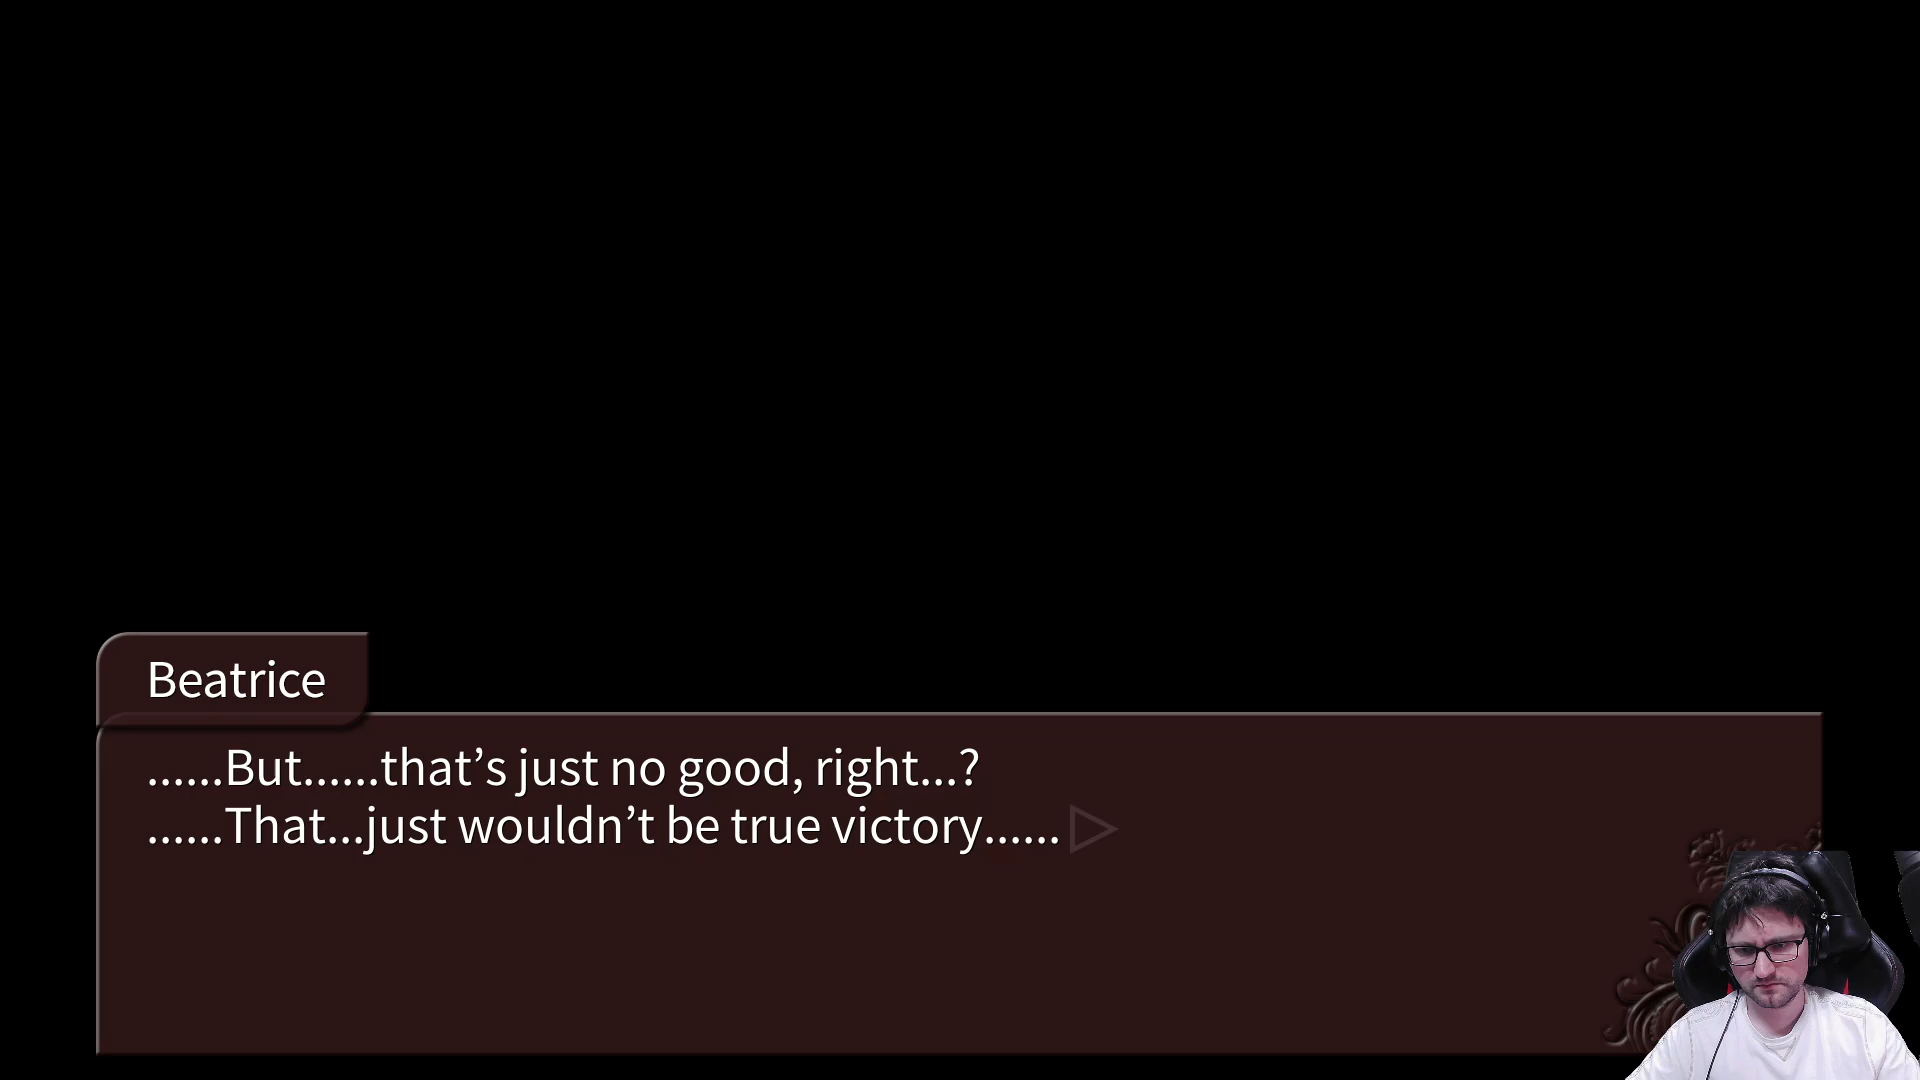 Beatrice
......But......that’s just no good, right...?
......That...just wouldn’t be true victory......